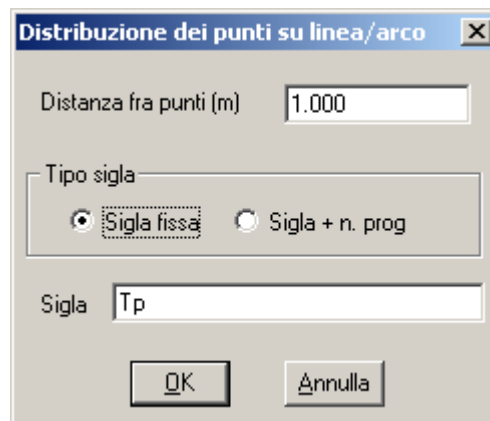 Distribuzione dei punti su linea/arco
Distanza fra punti (m) 1.000
Tipo sigla
Sigla fissa Sigla + n. prog
Sigla Tp
OK Annulla